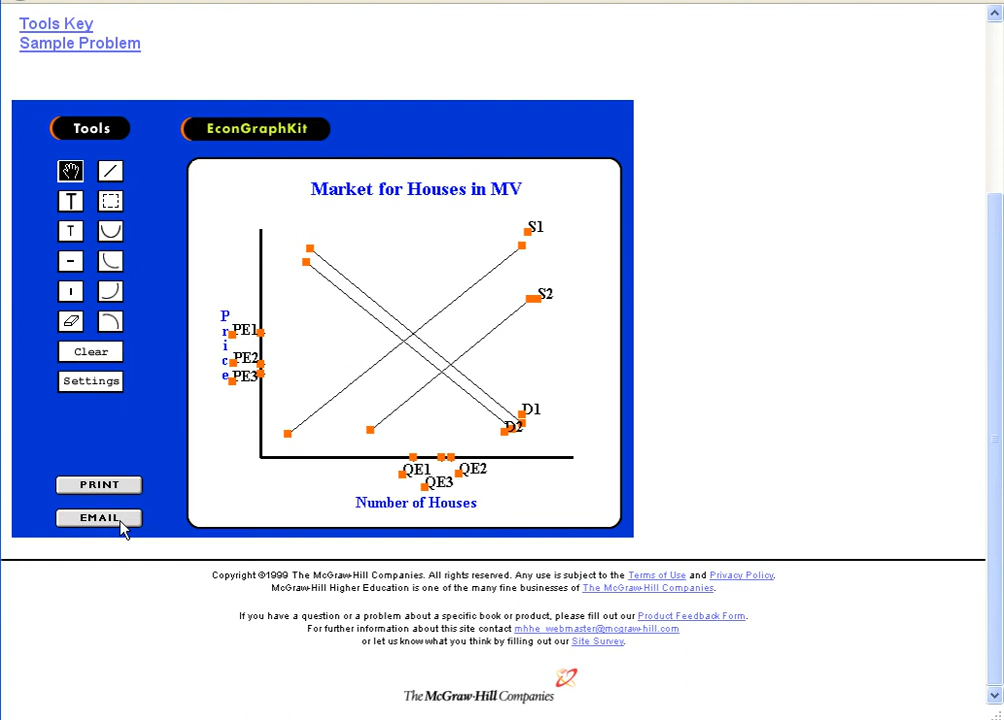 Tools Key
Sample Problem
Tools
EconGraphKit
Market for Houses in MV
T
T
Clear
Settings
PRINT
EMAIL
Price
PE1
PE2
PE3
S1
S2
D1
D2
QE1
QE2
QE3
Number of Houses
Copyright ©1999 The McGraw-Hill Companies. All rights reserved. Any use is subject to the Terms of Use and Privacy Policy.
McGraw-Hill Higher Education is one of the many fine businesses of The McGraw-Hill Companies.
If you have a question or a problem about a specific book or product, please fill out our Product Feedback Form.
For further information about this site contact mhhe_webmaster@mcgraw-hill.com
or let us know what you think by filling out our Site Survey.
The McGraw·Hill Companies